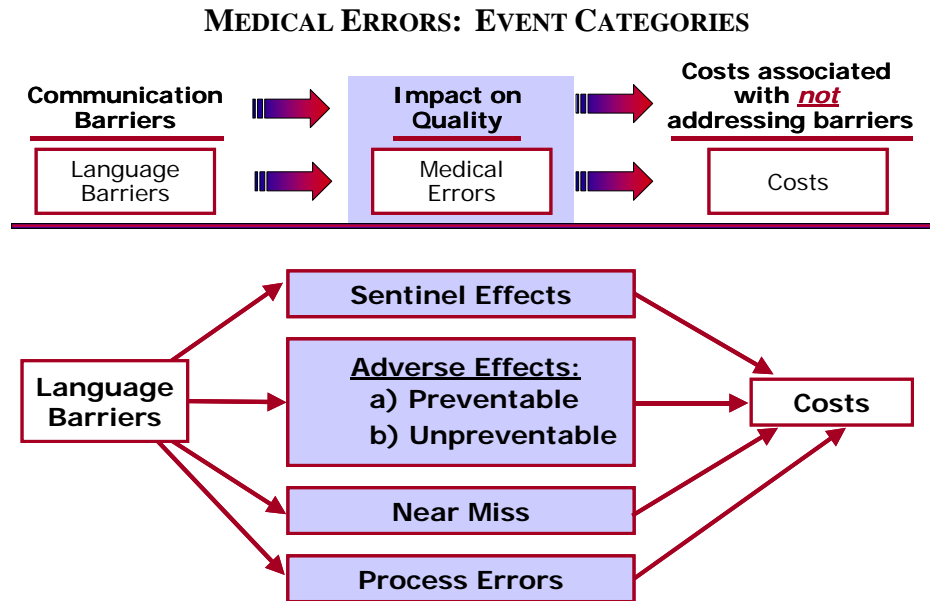 MEDICAL ERRORS: EVENT CATEGORIES
Communication
Barriers
Impact on
Quality
Costs associated
with not
addressing barriers
Language
Barriers
Medical
Errors
Costs
Sentinel Effects
Language
Barriers
Adverse Effects:
a) Preventable
b) Unpreventable
Costs
Near Miss
Process Errors